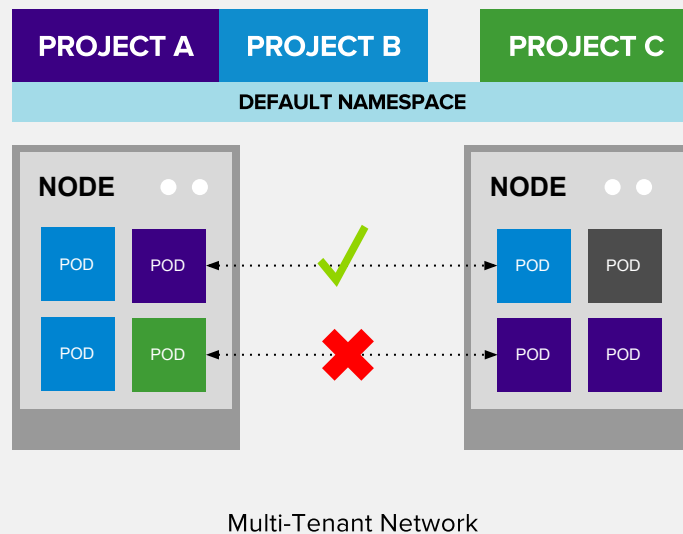 PROJECT A PROJECT B PROJECT C
DEFAULT NAMESPACE
NODE NODE
POD POD POD POD
POD POD POD POD
Multi-Tenant Network